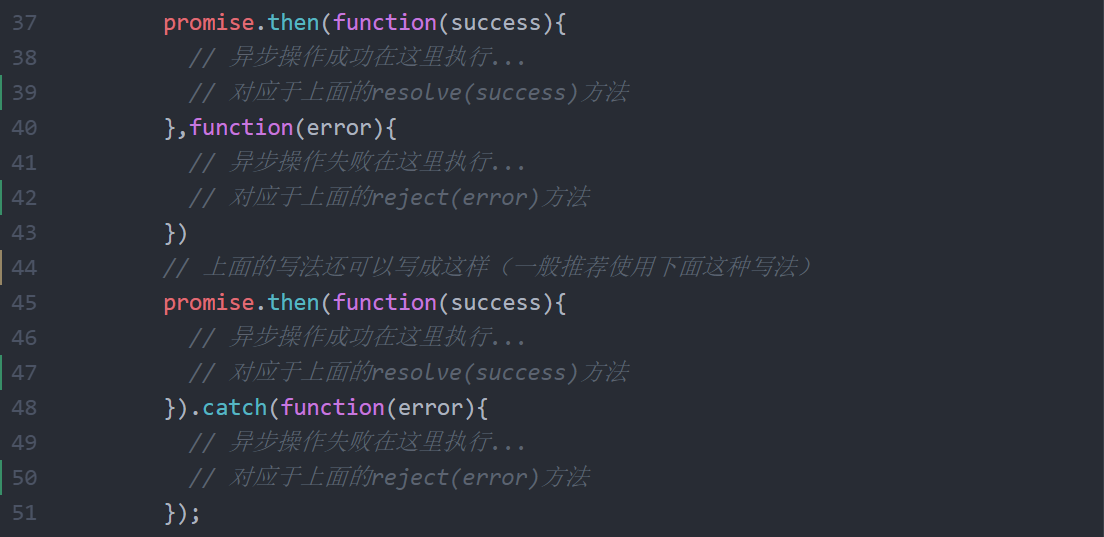 37 promise.then(function(success){
38 // 异步操作成功在这里执行...
39 // 对应于上面的resolve(success)方法
40 },function(error){
41 // 异步操作失败在这里执行...
42 // 对应于上面的reject(error)方法
43 })
44 // 上面的写法还可以写成这样（一般推荐使用下面这种写法）
45 promise.then(function(success){
46 // 异步操作成功在这里执行...
47 // 对应于上面的resolve(success)方法
48 }).catch(function(error){
49 // 异步操作失败在这里执行...
50 // 对应于上面的reject(error)方法
51 });